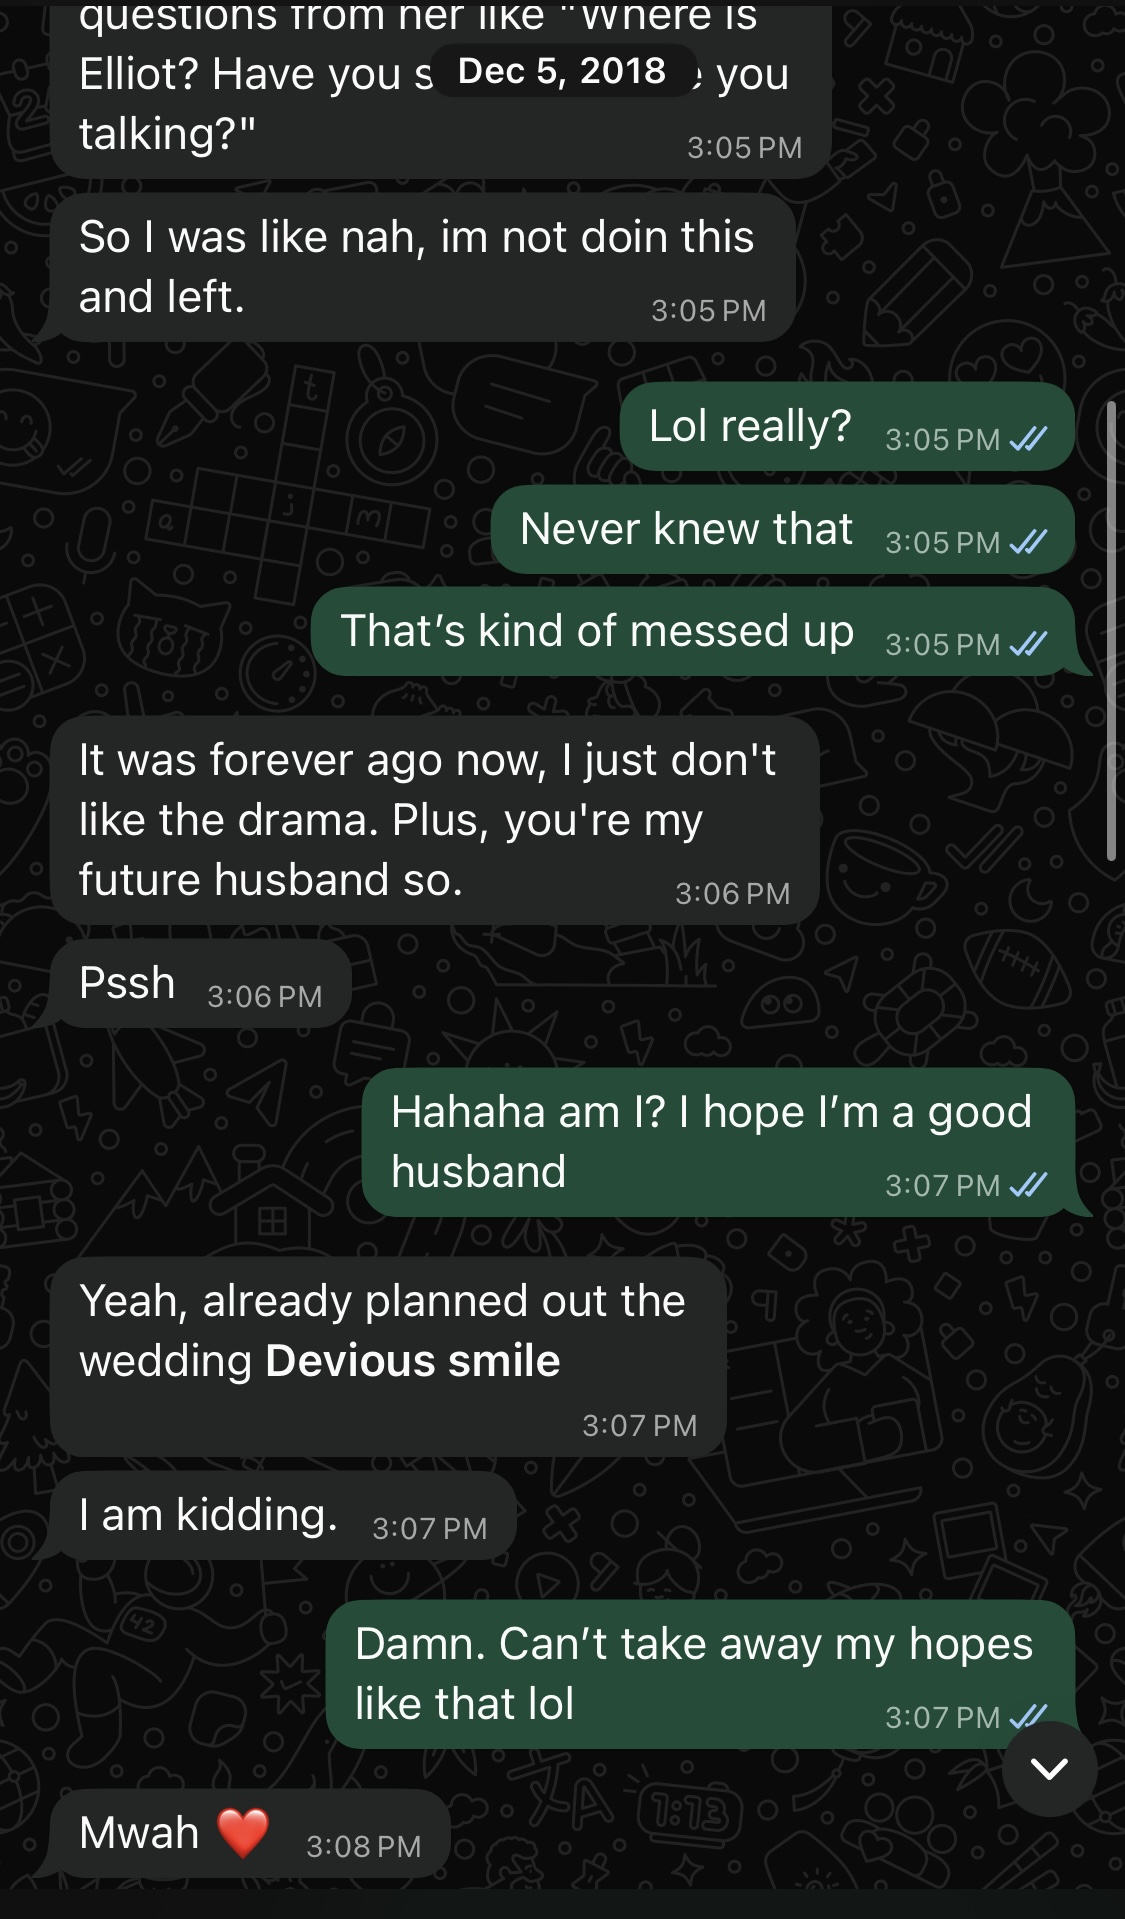 questions from her like "Where is
Dec 5, 2018
Elliot? Have you s you
talking?"
3:05 PM
So I was like nah, im not doin this
and left.
3:05 PM
Lol really?
3:05 PM
Never knew that
3:05 PM
That’s kind of messed up
3:05 PM
It was forever ago now, I just don't
like the drama. Plus, you're my
future husband so.
3:06 PM
Pssh
3:06 PM
Hahaha am I? I hope I’m a good
husband
3:07 PM
Yeah, already planned out the
wedding Devious smile
3:07 PM
I am kidding.
3:07 PM
Damn. Can’t take away my hopes
like that lol
3:07 PM
Mwah ❤️
3:08 PM